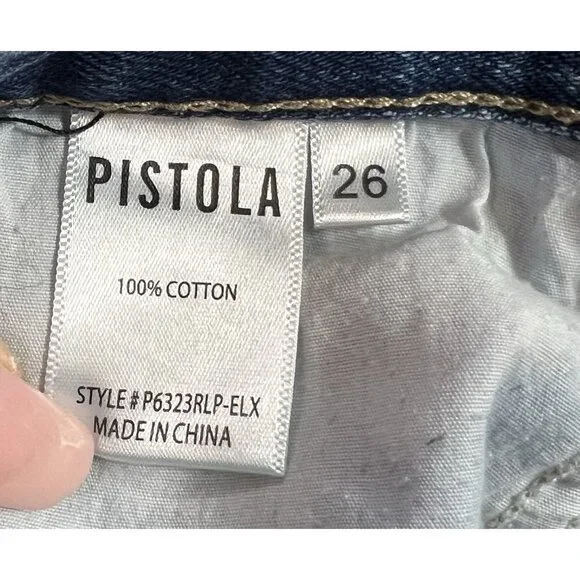 PISTOLA
26
100% COTTON
STYLE# P6323RLP-ELX
MADE IN CHINA